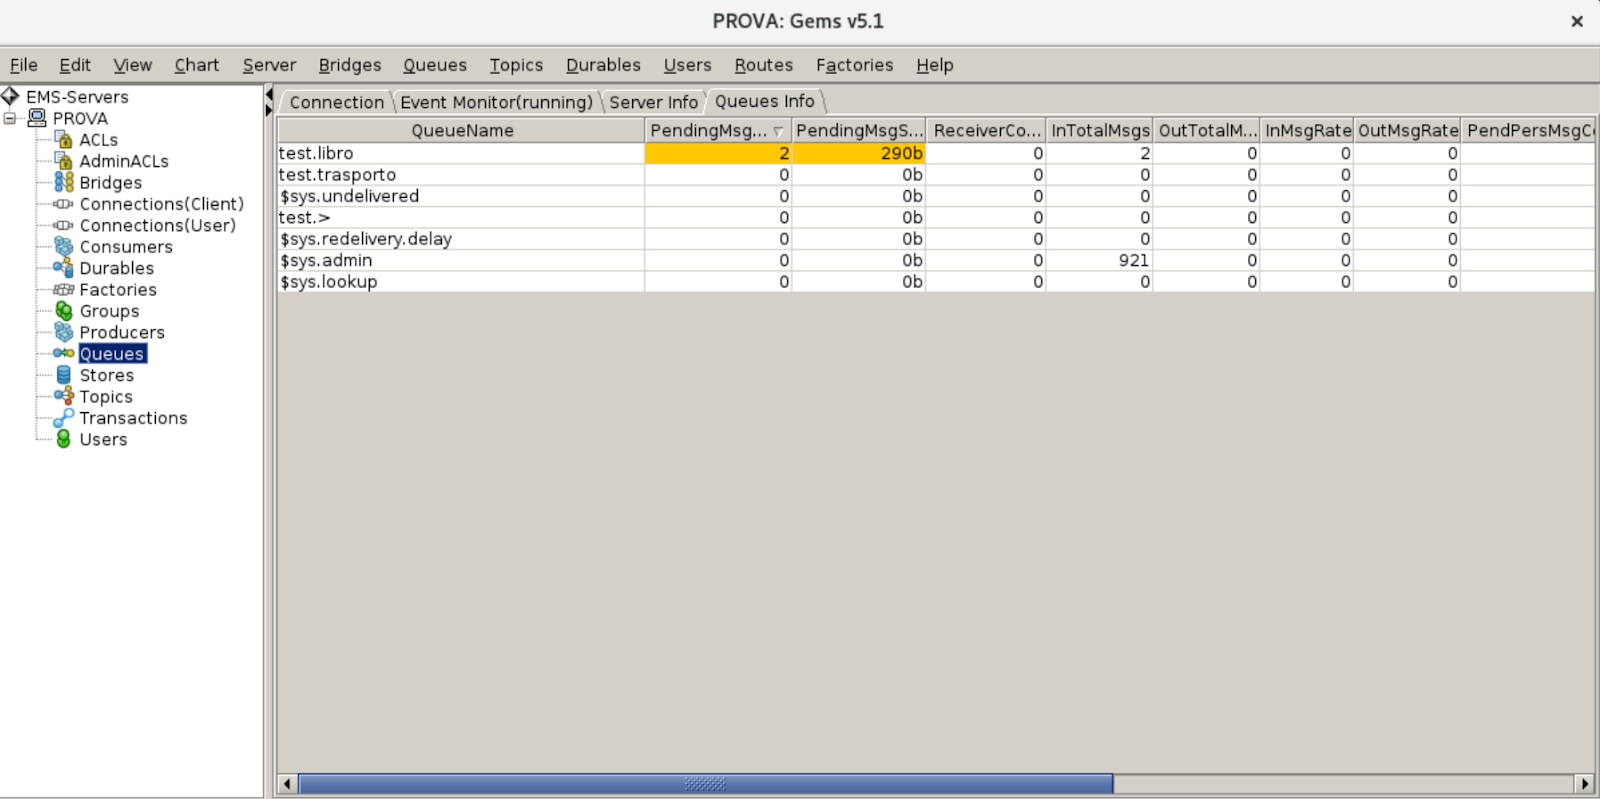 PROVA: Gems v5.1 ×
File Edit View Chart Server Bridges Queues Topics Durables Users Routes Factories Help
EMS-Servers
PROVA
ACLs
AdminACLs
Bridges
Connections(Client)
Connections(User)
Consumers
Durables
Factories
Groups
Producers
Queues
Stores
Topics
Transactions
Users
Connection Event Monitor(running) Server Info Queues Info
QueueName PendingMsg... PendingMsgS... ReceiverCo... InTotalMsgs OutTotalM... InMsgRate OutMsgRate PendPersMsgCo
test.libro 2 290b 0 2 0 0 0
test.trasporto 0 0b 0 0 0 0 0
$sys.undelivered 0 0b 0 0 0 0 0
test.> 0 0b 0 0 0 0 0
$sys.redelivery.delay 0 0b 0 0 0 0 0
$sys.admin 0 0b 0 921 0 0 0
$sys.lookup 0 0b 0 0 0 0 0